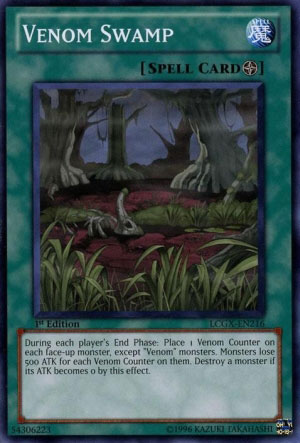 VENOM SWAMP
魔
[SPELL CARD]
1st Edition
LCGX-EN216
During each player's End Phase: Place 1 Venom Counter on
each face-up monster, except "Venom" monsters. Monsters lose
500 ATK for each Venom Counter on them. Destroy a monster if
its ATK becomes 0 by this effect.
54306223
©1996 KAZUKI TAKAHASHI